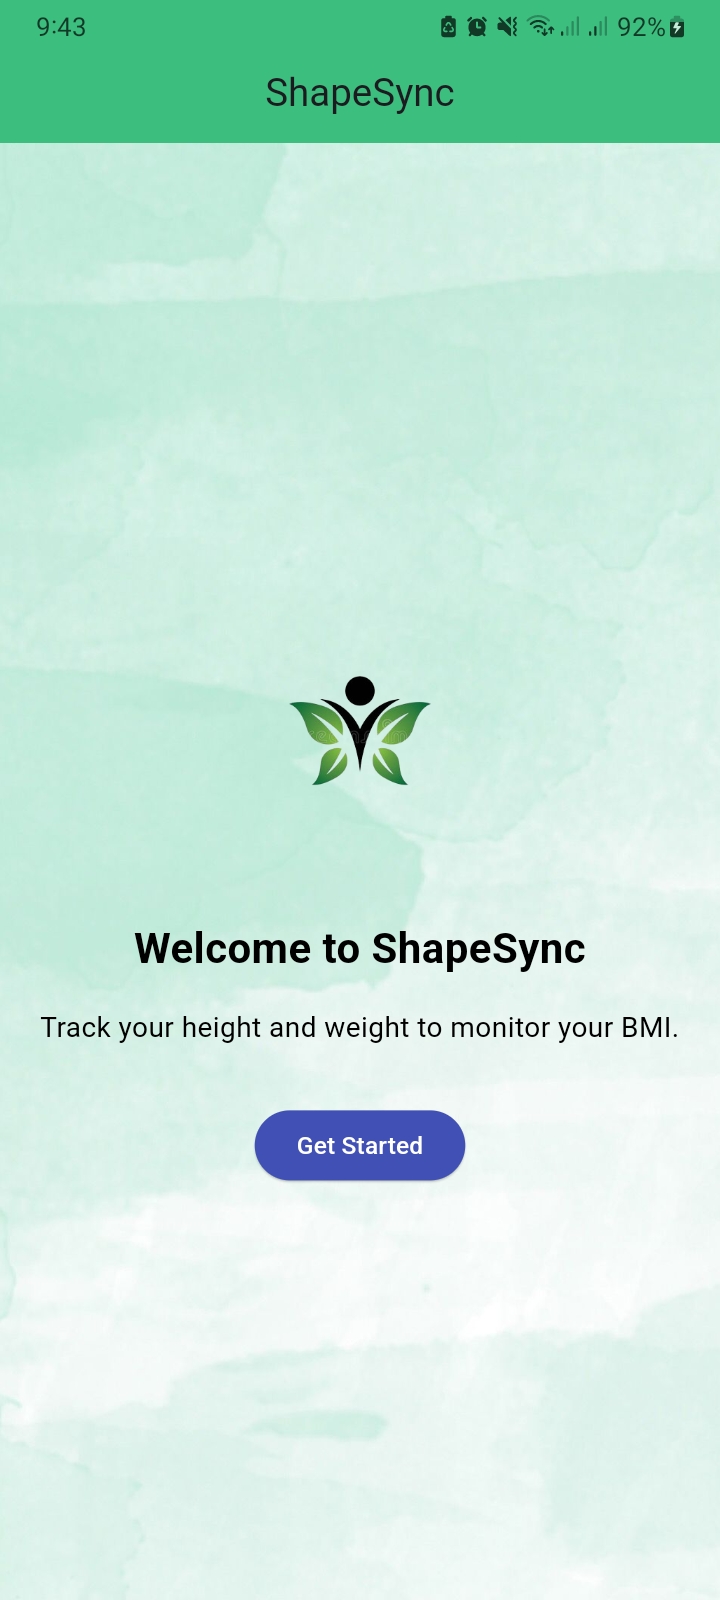 9:43
92%
ShapeSync
Welcome to ShapeSync
Track your height and weight to monitor your BMI.
Get Started